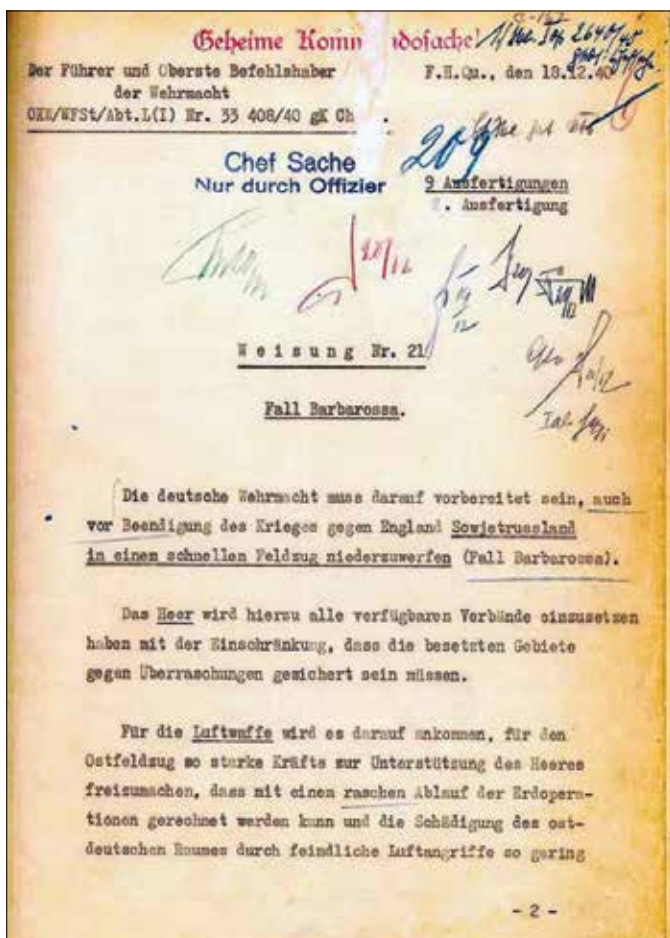 Geheime Komm ndosache
Der Führer und Oberste Befehlshaber
der Wehrmacht
OKW/WFSt/Abt.L(I) Nr. 33 408/40 gK Ch .
F.H.Qu., den 18.12.40
Chef Sache
Nur durch Offizier
209
9 Ausfertigungen
. Ausfertigung
Weisung Nr. 21
Fall Barbarossa.
Die deutsche Wehrmacht muss darauf vorbereitet sein, auch
vor Beendigung des Krieges gegen England Sowjetrussland
in einem schnellen Feldzug niederzuwerfen (Fall Barbarossa).
Das Heer wird hierzu alle verfügbaren Verbände einzusetzen
haben mit der Einschränkung, dass die besetzten Gebiete
gegen Überraschungen gesichert sein müssen.
Für die Luftwaffe wird es darauf ankommen, für den
Ostfeldzug so starke Kräfte zur Unterstützung des Heeres
freizumachen, dass mit einem raschen Ablauf der Erdopera-
tionen gerechnet werden kann und die Schädigung des ost-
deutschen Raumes durch feindliche Luftangriffe so gering
- 2 -